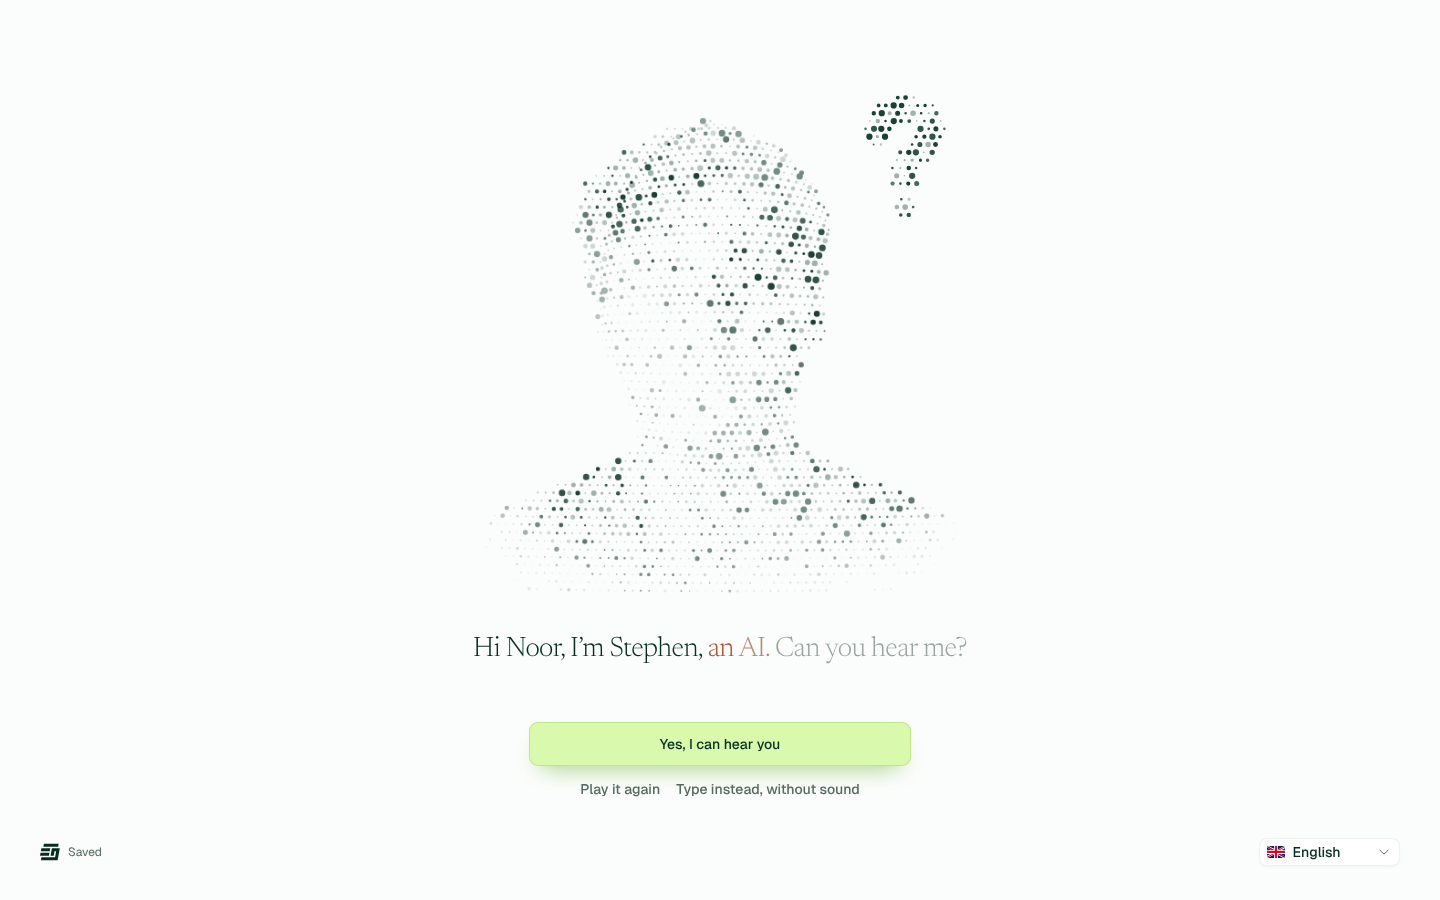 Hi Noor, I’m Stephen, an AI. Can you hear me?
Yes, I can hear you
Play it again Type instead, without sound
Saved
English